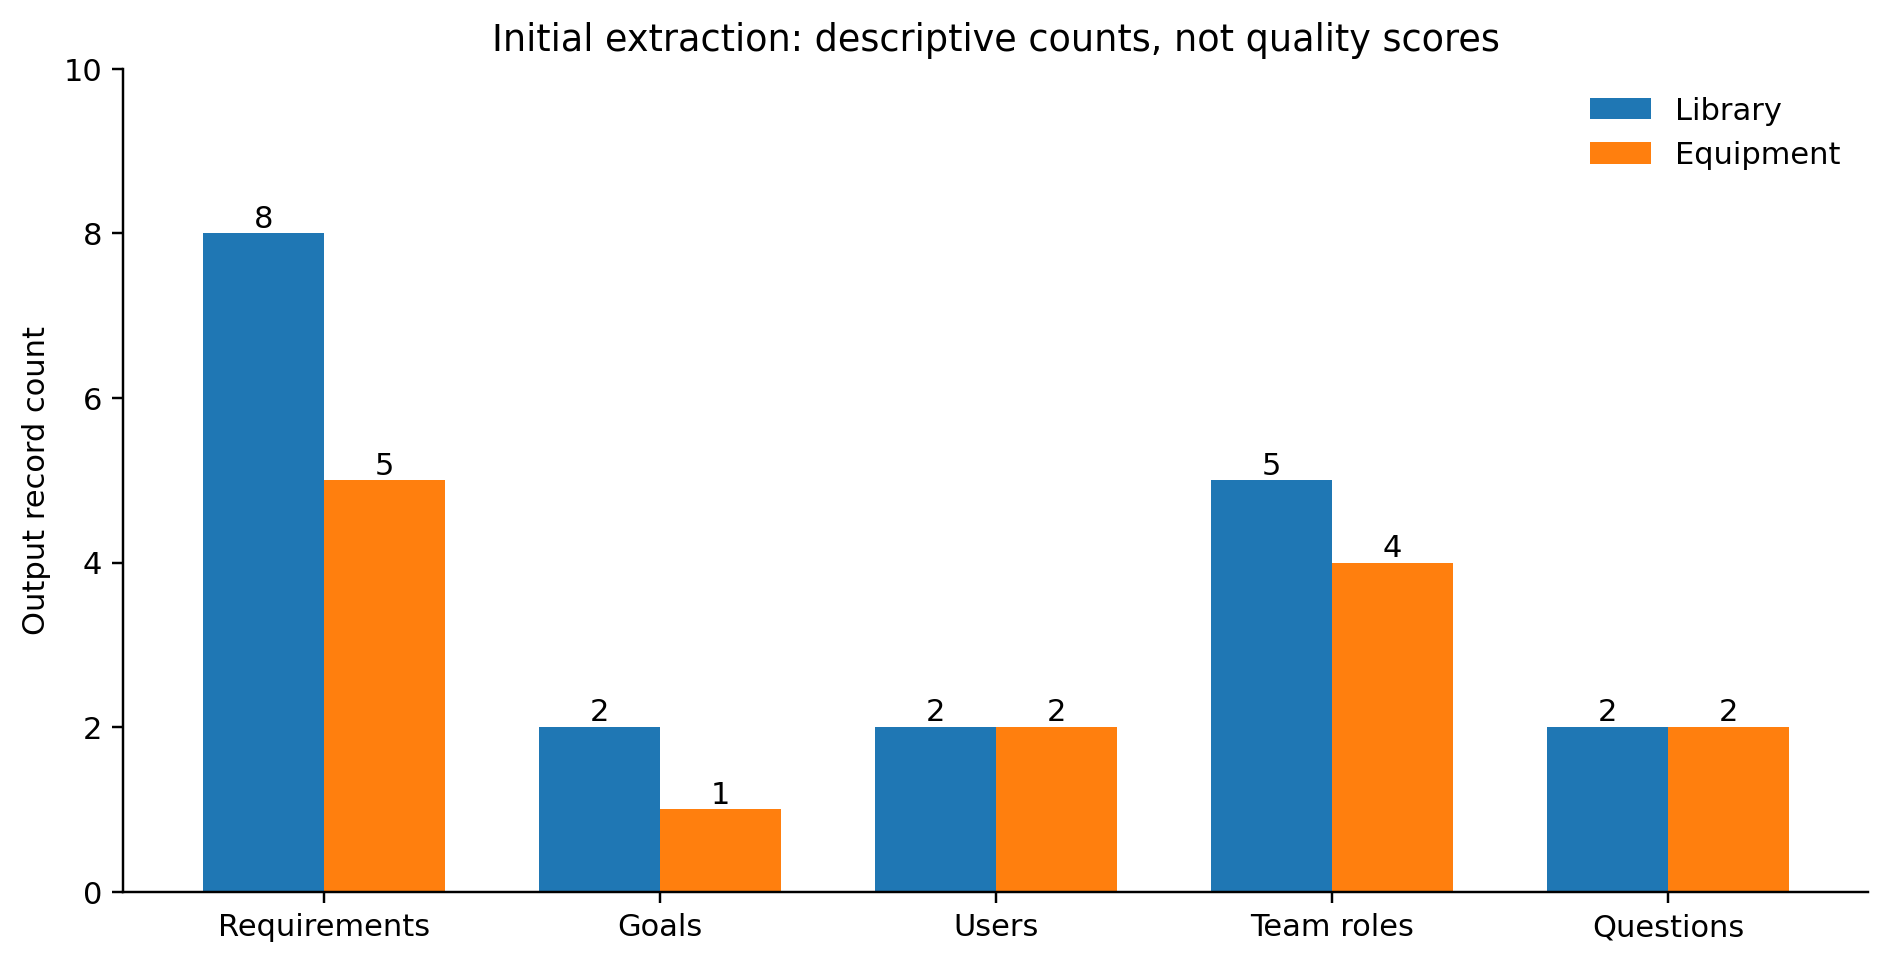 Initial extraction: descriptive counts, not quality scores
Library
Equipment
Output record count
10
8
6
4
2
0
8
5
2
1
2
2
5
4
2
2
Requirements
Goals
Users
Team roles
Questions